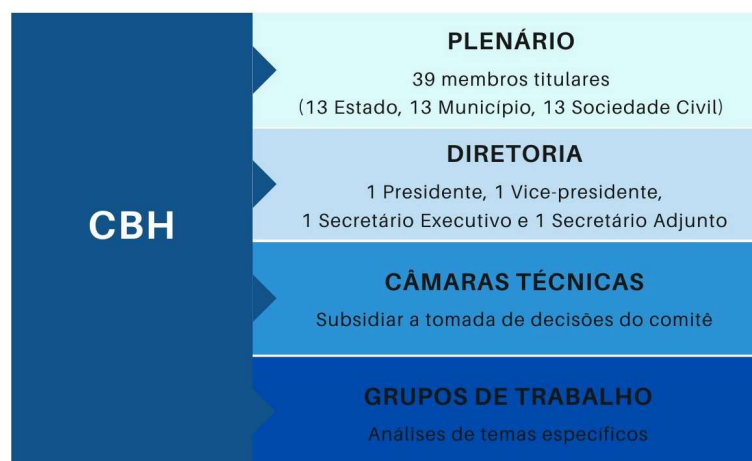 CBH
PLENÁRIO
39 membros titulares
(13 Estado, 13 Município, 13 Sociedade Civil)
DIRETORIA
1 Presidente, 1 Vice-presidente,
1 Secretário Executivo e 1 Secretário Adjunto
CÂMARAS TÉCNICAS
Subsidiar a tomada de decisões do comitê
GRUPOS DE TRABALHO
Análises de temas específicos